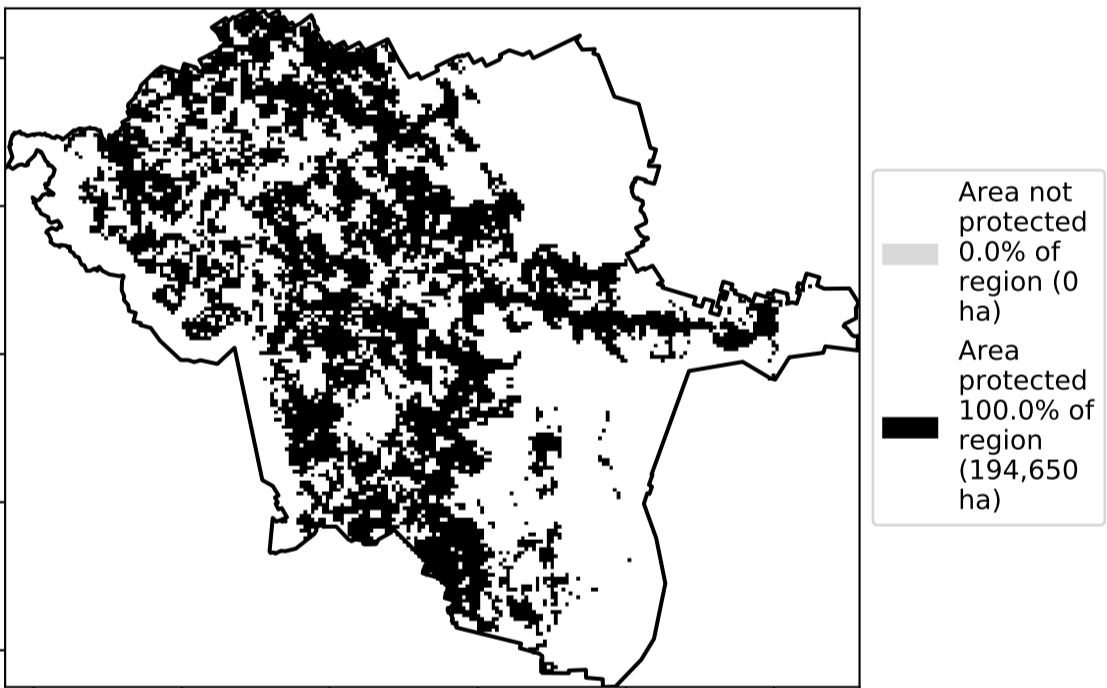 Area not
protected
0.0% of
region (0
ha)
Area
protected
100.0% of
region
(194,650
ha)